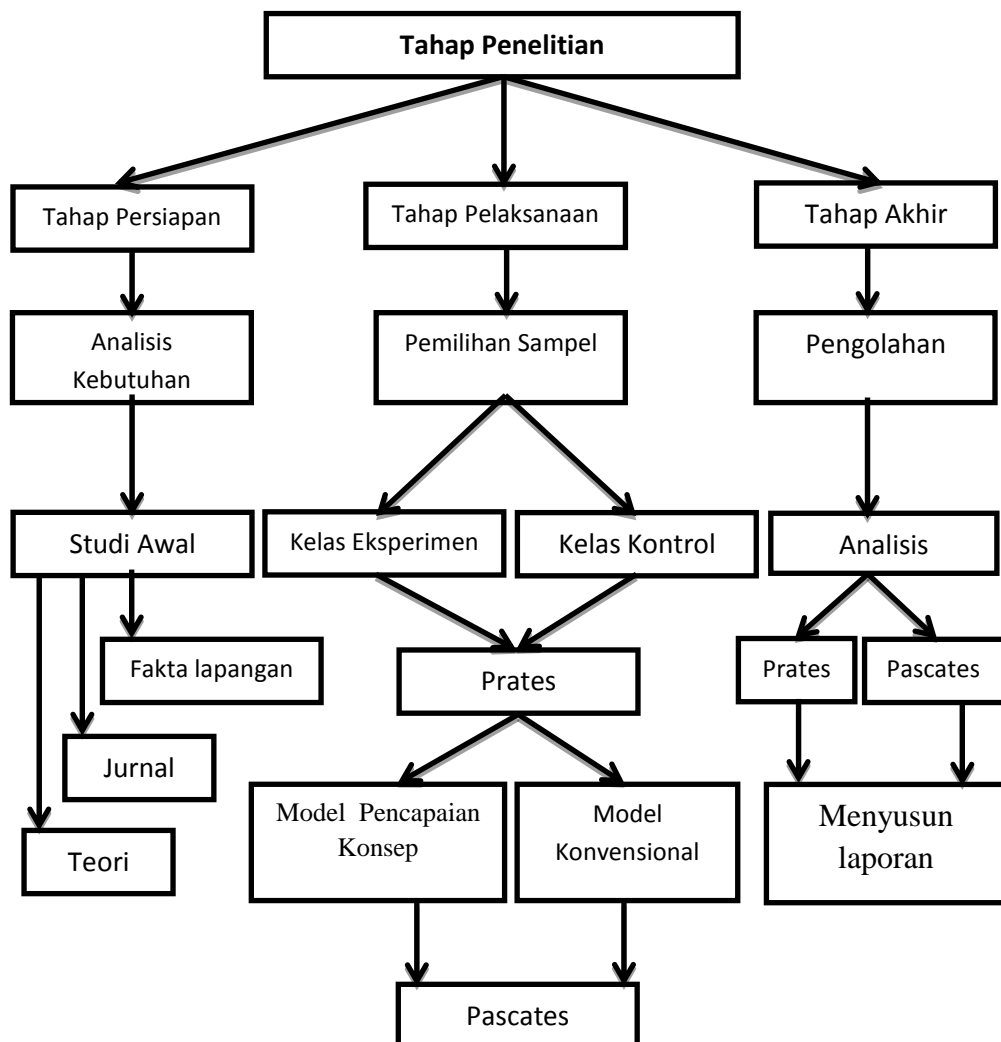 Tahap Penelitian
Tahap Persiapan
Tahap Pelaksanaan
Tahap Akhir
Analisis
Kebutuhan
Pemilihan Sampel
Pengolahan
Studi Awal
Kelas Eksperimen
Kelas Kontrol
Analisis
Fakta lapangan
Prates
Prates
Pascates
Jurnal
Model Pencapaian
Konsep
Model
Konvensional
Menyusun
laporan
Teori
Pascates